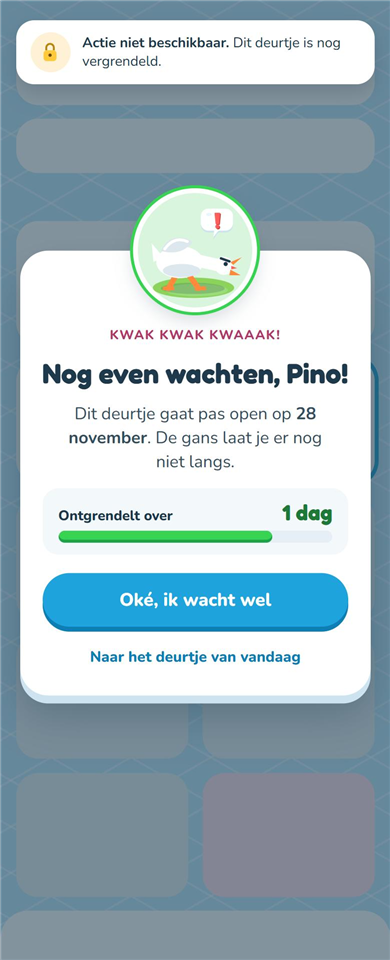 Actie niet beschikbaar. Dit deurtje is nog
vergrendeld.
KWAK KWAK KWAAAK!
Nog even wachten, Pino!
Dit deurtje gaat pas open op 28
november. De gans laat je er nog
niet langs.
Ontgrendelt over
1 dag
Oké, ik wacht wel
Naar het deurtje van vandaag